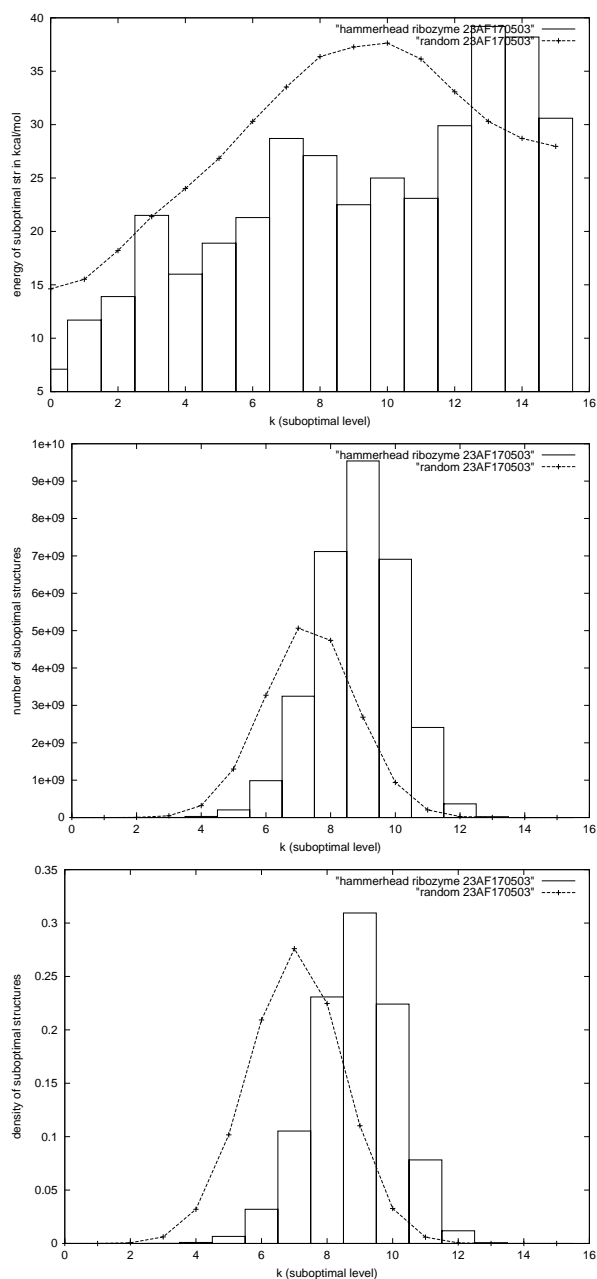 40
35
30
25
20
15
10
5
energy of suboptimal str in kcal/mol
"hammerhead ribozyme 23AF170503"
"random 23AF170503"
0 2 4 6 8 10 12 14 16
k (suboptimal level)
1e+10
9e+09
8e+09
7e+09
6e+09
5e+09
4e+09
3e+09
2e+09
1e+09
0
number of suboptimal structures
"hammerhead ribozyme 23AF170503"
"random 23AF170503"
0 2 4 6 8 10 12 14 16
k (suboptimal level)
0.35
0.3
0.25
0.2
0.15
0.1
0.05
0
density of suboptimal structures
"hammerhead ribozyme 23AF170503"
"random 23AF170503"
0 2 4 6 8 10 12 14 16
k (suboptimal level)